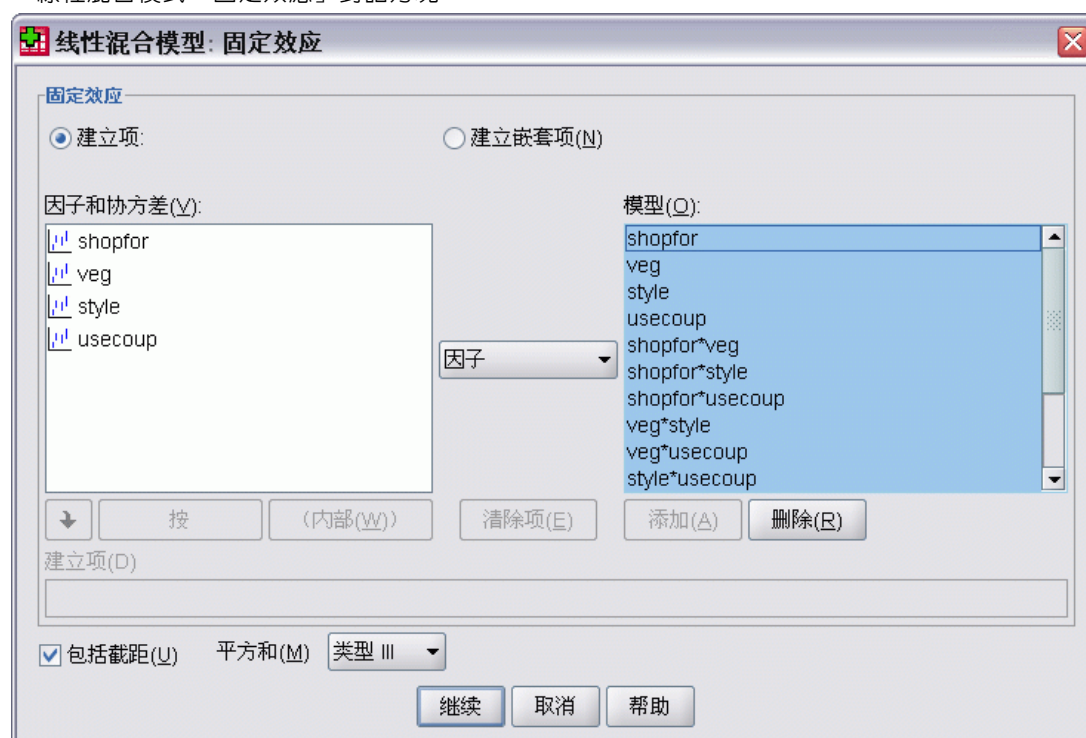 线性混合模型: 固定效应
固定效应
建立项:
建立嵌套项(N)
因子和协方差(V):
模型(O):
shopfor
veg
style
usecoup
因子
shopfor
veg
style
usecoup
shopfor*veg
shopfor*style
shopfor*usecoup
veg*style
veg*usecoup
style*usecoup
按
(内部(W))
清除项(E)
添加(A)
删除(R)
建立项(D)
包括截距(U)
平方和(M)
类型 III
继续
取消
帮助